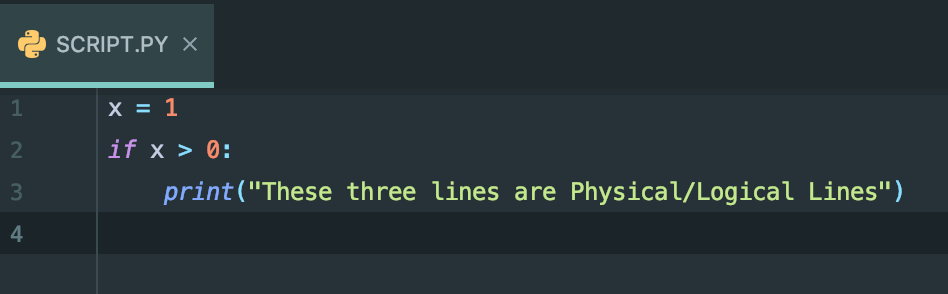 SCRIPT.PY ×
1 x = 1
2 if x > 0:
3     print("These three lines are Physical/Logical Lines")
4